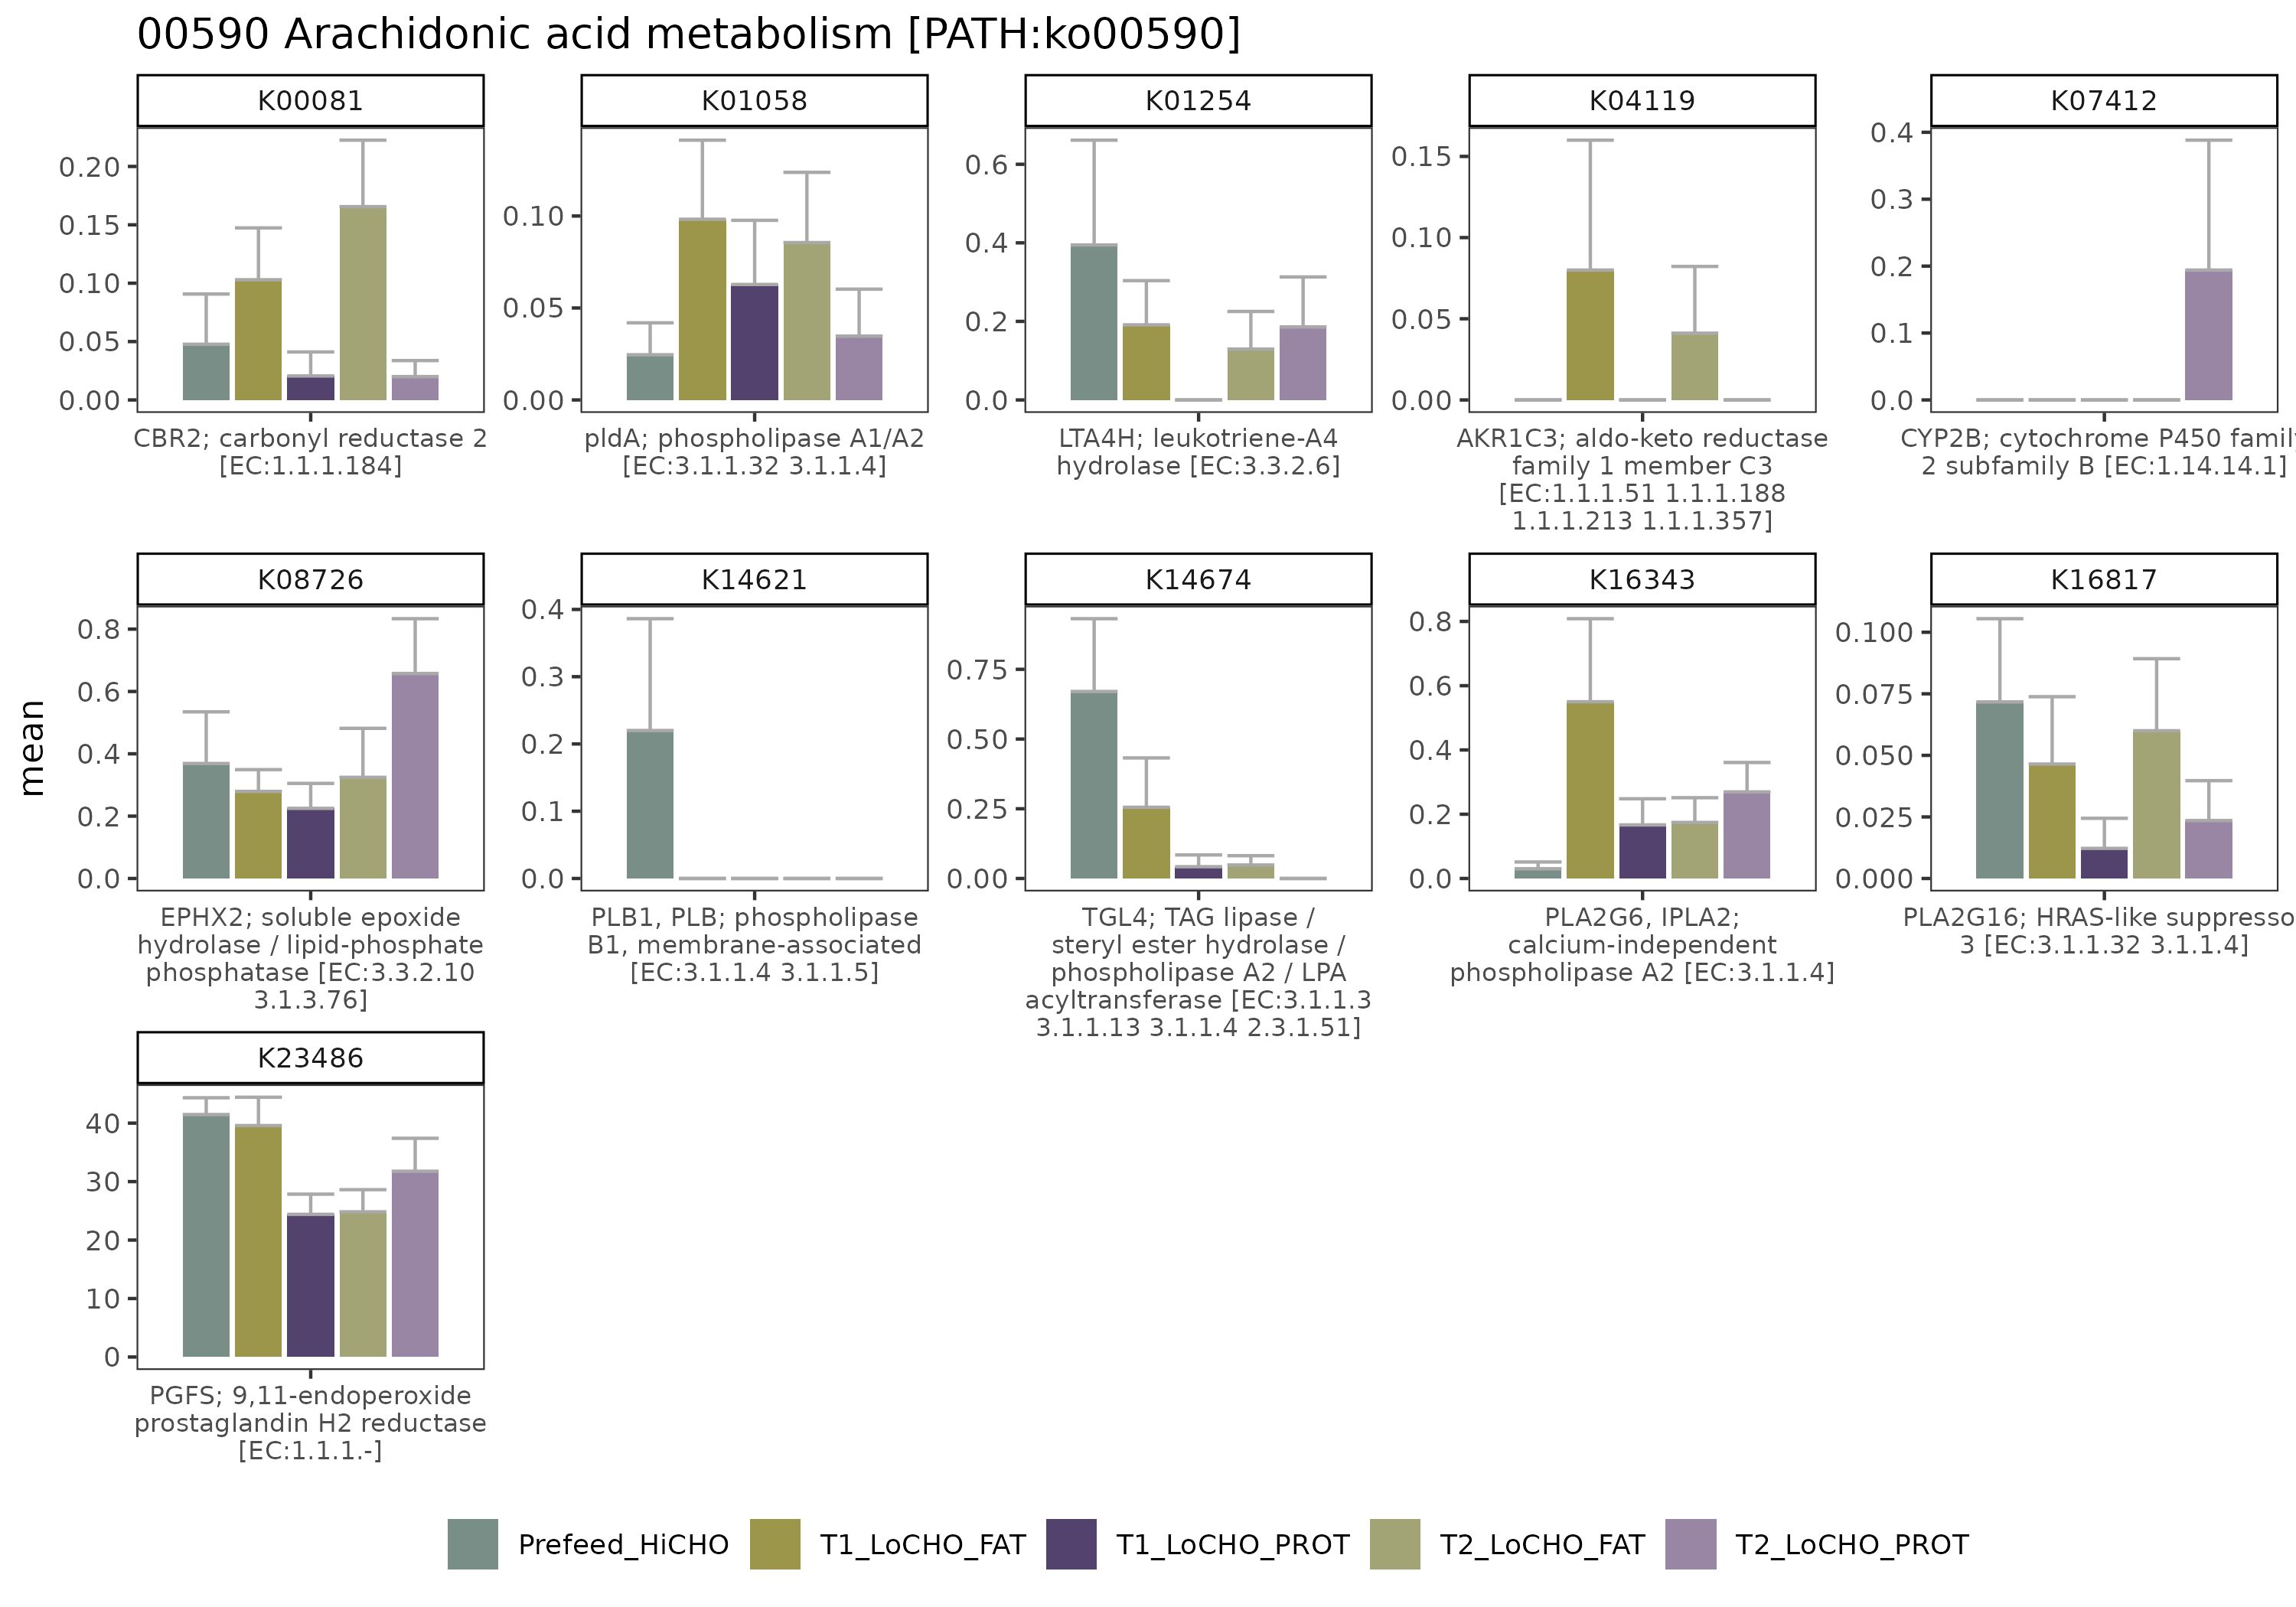 00590 Arachidonic acid metabolism [PATH:ko00590]
K00081
0.20
0.15
0.10
0.05
0.00
CBR2; carbonyl reductase 2
[EC:1.1.1.184]
K01058
0.10
0.05
0.00
pldA; phospholipase A1/A2
[EC:3.1.1.32 3.1.1.4]
K01254
0.6
0.4
0.2
0.0
LTA4H; leukotriene-A4
hydrolase [EC:3.3.2.6]
K04119
0.15
0.10
0.05
0.00
AKR1C3; aldo-keto reductase
family 1 member C3
[EC:1.1.1.51 1.1.1.188
1.1.1.213 1.1.1.357]
K07412
0.4
0.3
0.2
0.1
0.0
CYP2B; cytochrome P450 family
2 subfamily B [EC:1.14.14.1]
mean
K08726
0.8
0.6
0.4
0.2
0.0
EPHX2; soluble epoxide
hydrolase / lipid-phosphate
phosphatase [EC:3.3.2.10
3.1.3.76]
K14621
0.4
0.3
0.2
0.1
0.0
PLB1, PLB; phospholipase
B1, membrane-associated
[EC:3.1.1.4 3.1.1.5]
K14674
0.75
0.50
0.25
0.00
TGL4; TAG lipase /
steryl ester hydrolase /
phospholipase A2 / LPA
acyltransferase [EC:3.1.1.3
3.1.1.13 3.1.1.4 2.3.1.51]
K16343
0.8
0.6
0.4
0.2
0.0
PLA2G6, IPLA2;
calcium-independent
phospholipase A2 [EC:3.1.1.4]
K16817
0.100
0.075
0.050
0.025
0.000
PLA2G16; HRAS-like suppresso
3 [EC:3.1.1.32 3.1.1.4]
K23486
40
30
20
10
0
PGFS; 9,11-endoperoxide
prostaglandin H2 reductase
[EC:1.1.1.-]
Prefeed_HiCHO
T1_LoCHO_FAT
T1_LoCHO_PROT
T2_LoCHO_FAT
T2_LoCHO_PROT